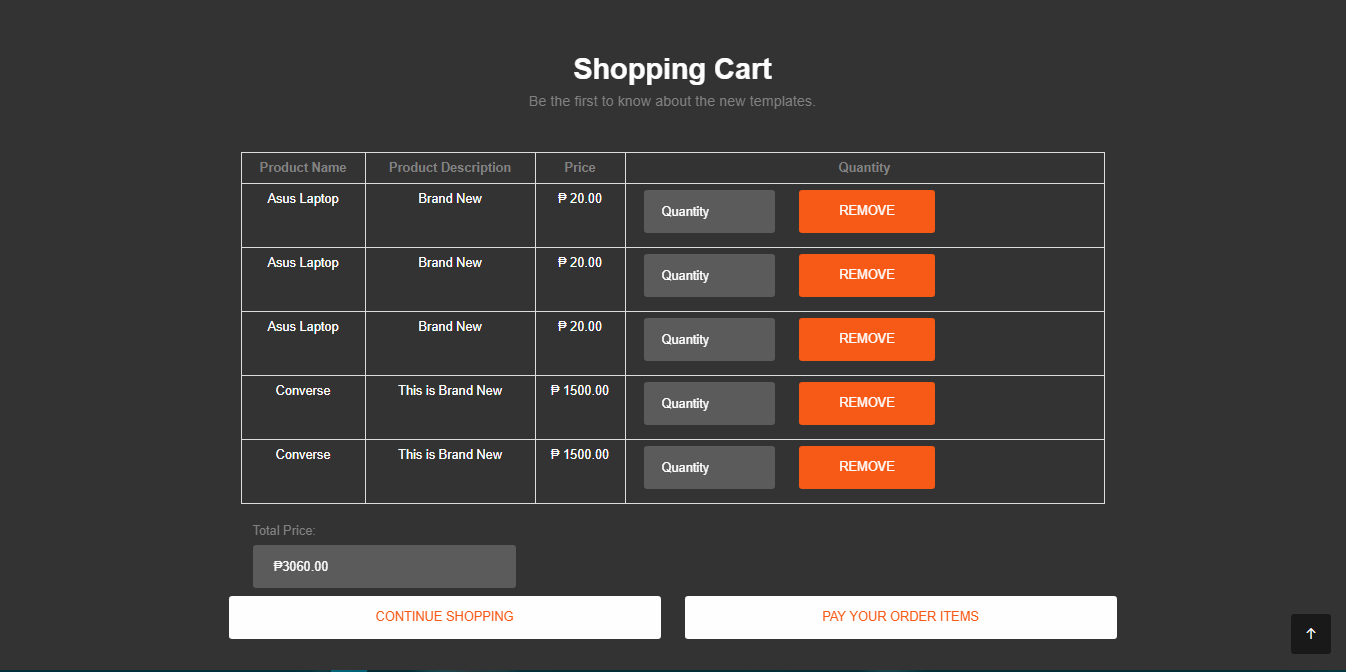 Shopping Cart
Be the first to know about the new templates.
Product Name Product Description Price Quantity
Asus Laptop Brand New ₱ 20.00 Quantity REMOVE
Asus Laptop Brand New ₱ 20.00 Quantity REMOVE
Asus Laptop Brand New ₱ 20.00 Quantity REMOVE
Converse This is Brand New ₱ 1500.00 Quantity REMOVE
Converse This is Brand New ₱ 1500.00 Quantity REMOVE
Total Price:
₱3060.00
CONTINUE SHOPPING PAY YOUR ORDER ITEMS